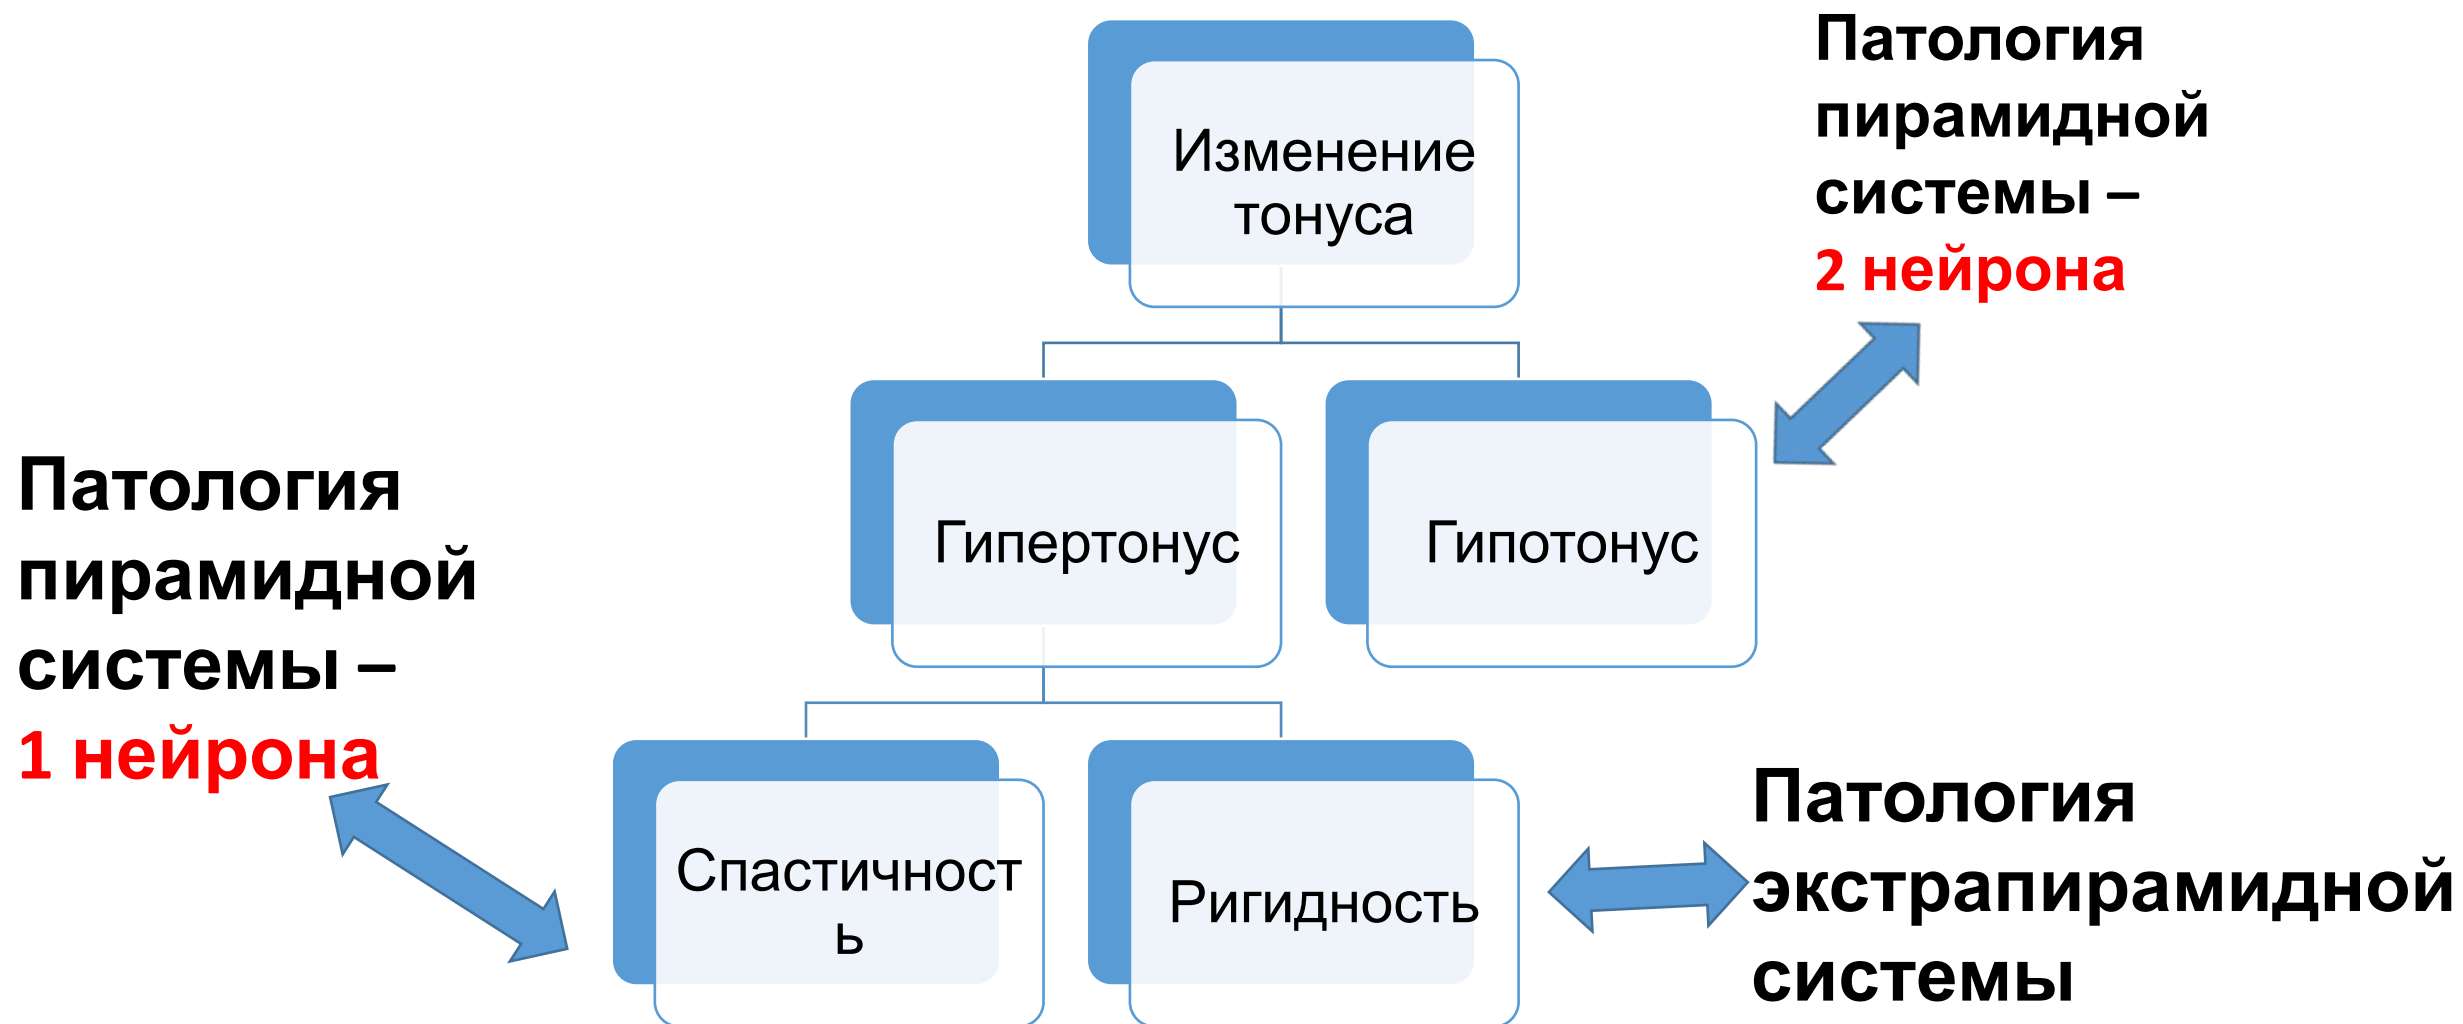 Изменение
тонуса
Патология
пирамидной
системы –
2 нейрона
Гипертонус
Гипотонус
Патология
пирамидной
системы –
1 нейрона
Спастичност
ь
Ригидность
Патология
экстрапирамидной
системы